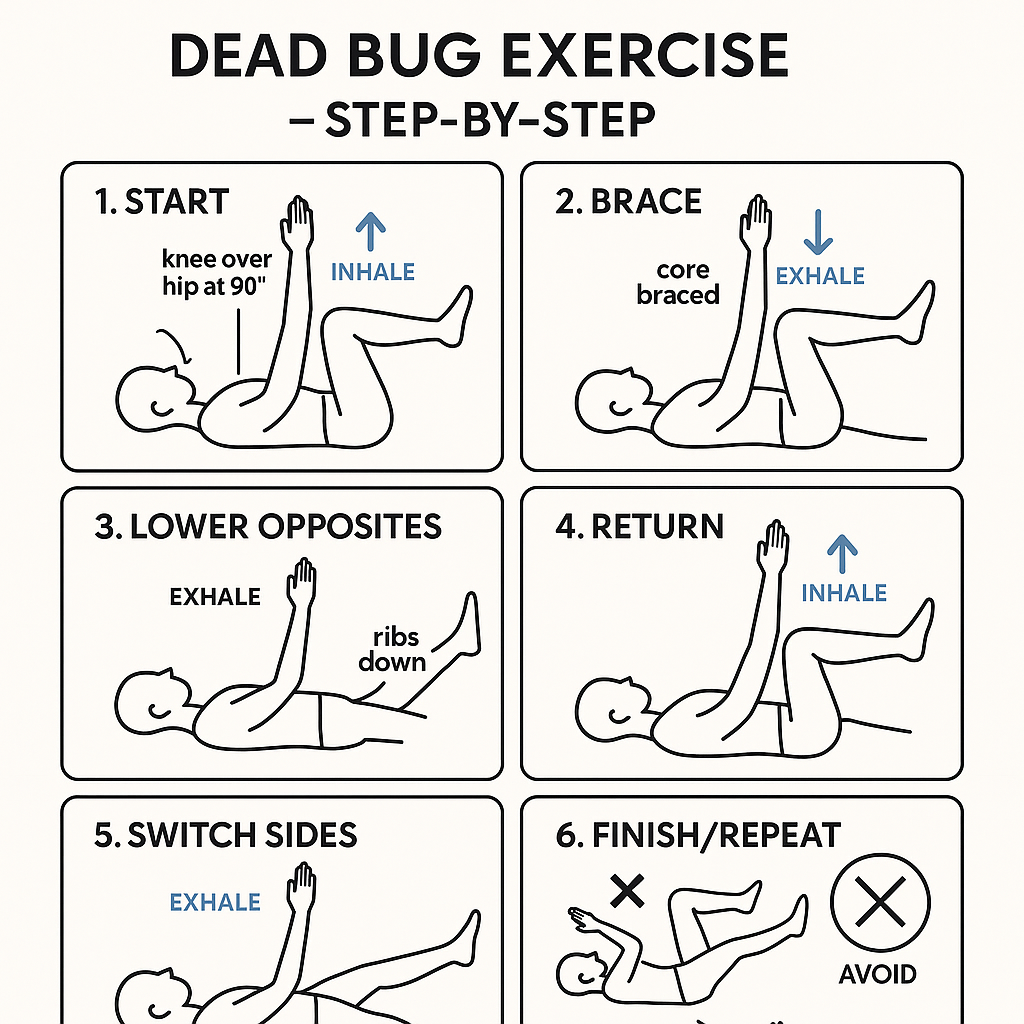 DEAD BUG EXERCISE
– STEP-BY-STEP
1. START
knee over
hip at 90"
INHALE
2. BRACE
core
braced
EXHALE
3. LOWER OPPOSITES
EXHALE
ribs
down
4. RETURN
INHALE
5. SWITCH SIDES
EXHALE
6. FINISH/REPEAT
AVOID